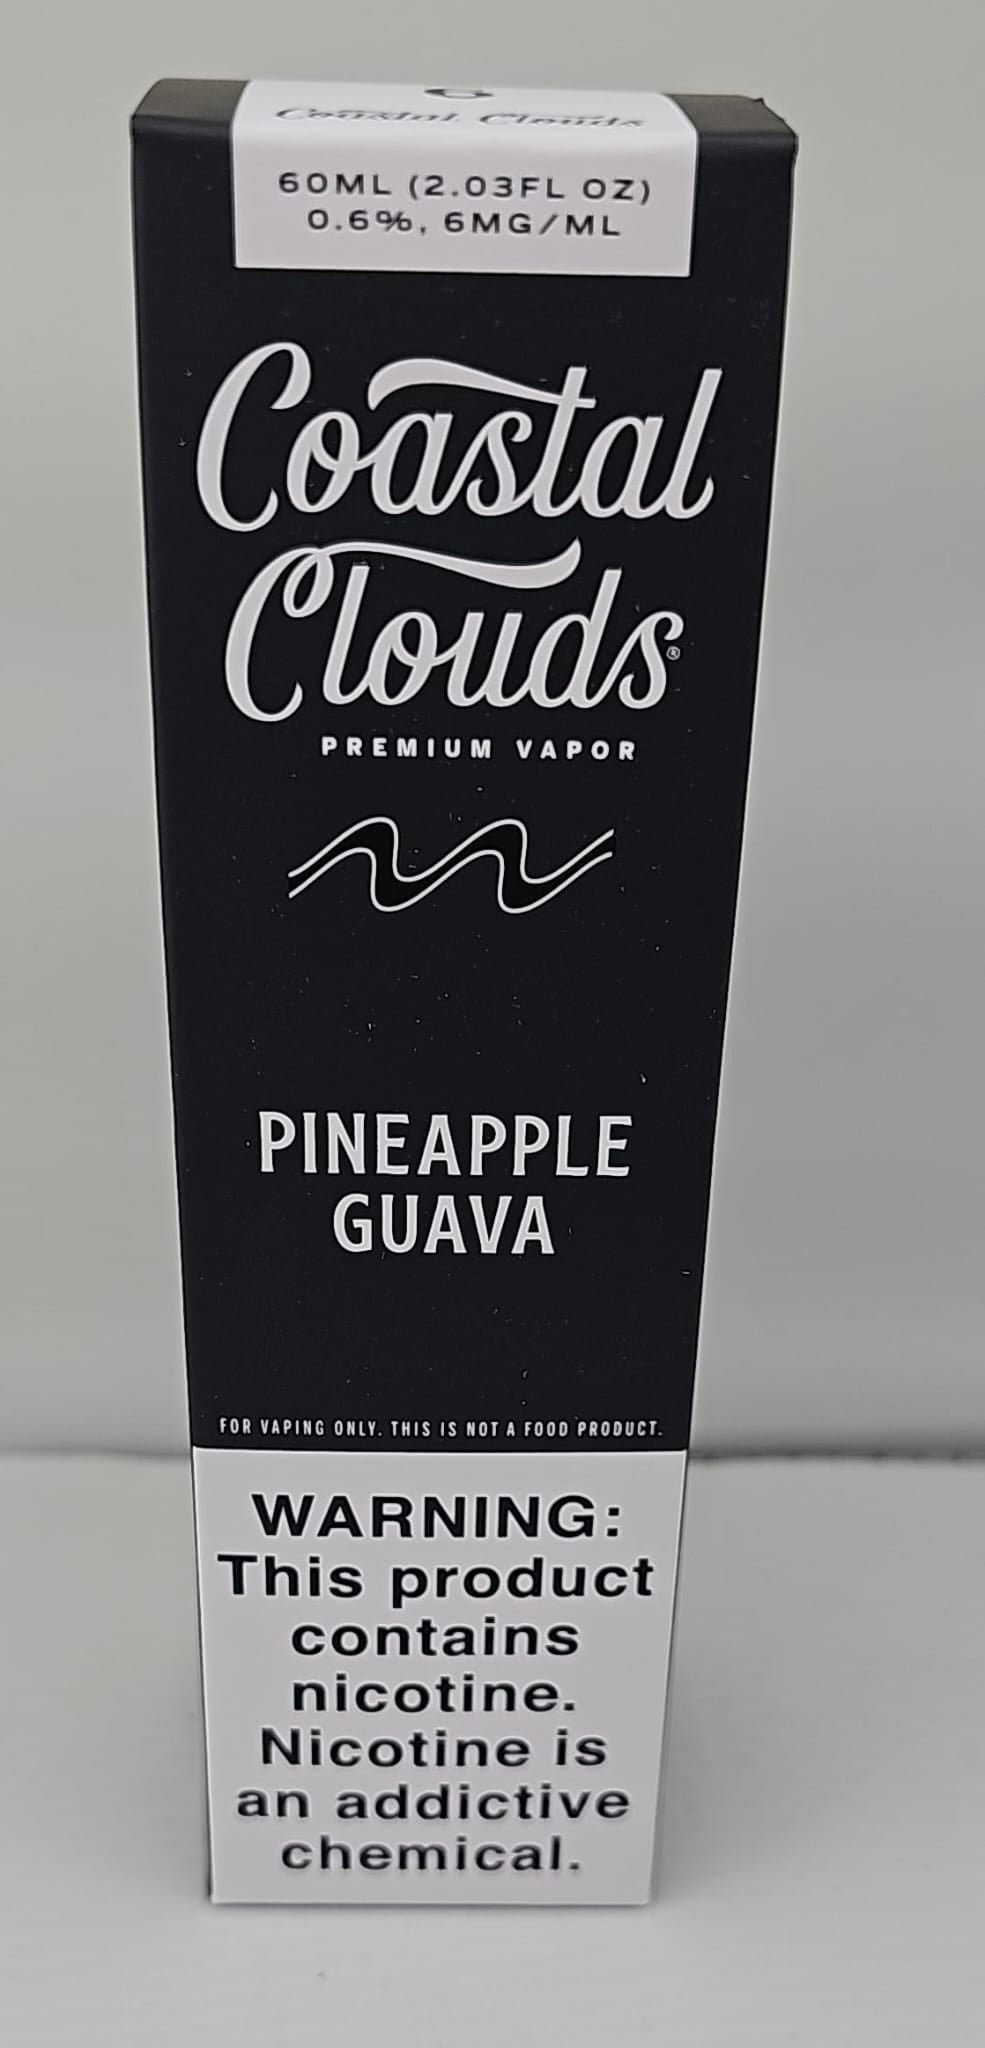 Coastal Clouds
60ML (2.03FL OZ)
0.6%, 6MG/ML
Coastal
Clouds®
PREMIUM VAPOR
PINEAPPLE
GUAVA
FOR VAPING ONLY. THIS IS NOT A FOOD PRODUCT.
WARNING:
This product
contains
nicotine.
Nicotine is
an addictive
chemical.